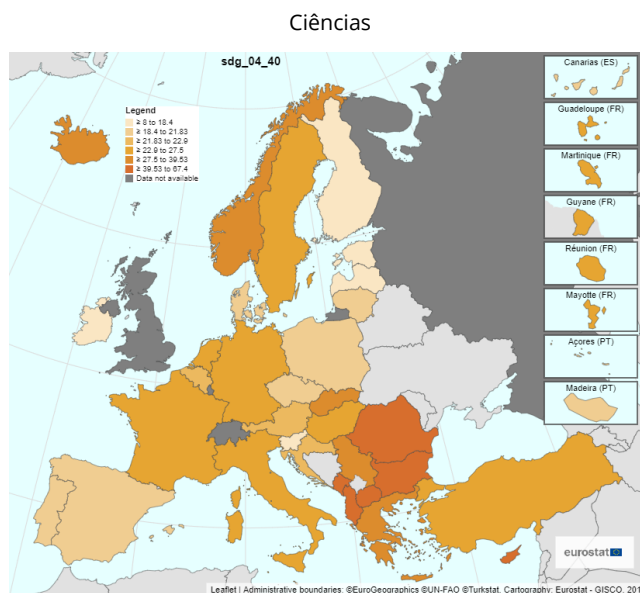 Ciências
sdg_04_40
Legend
≥ 8 to 18.4
≥ 18.4 to 21.83
≥ 21.83 to 22.9
≥ 22.9 to 27.5
≥ 27.5 to 39.53
≥ 39.53 to 67.4
Data not available
Canarias (ES)
Guadeloupe (FR)
Martinique (FR)
Guyane (FR)
Réunion (FR)
Mayotte (FR)
Açores (PT)
Madeira (PT)
eurostat
Leaflet | Administrative boundaries: ©EuroGeographics ©UN-FAO ©Turkstat, Cartography: Eurostat - GISCO, 201